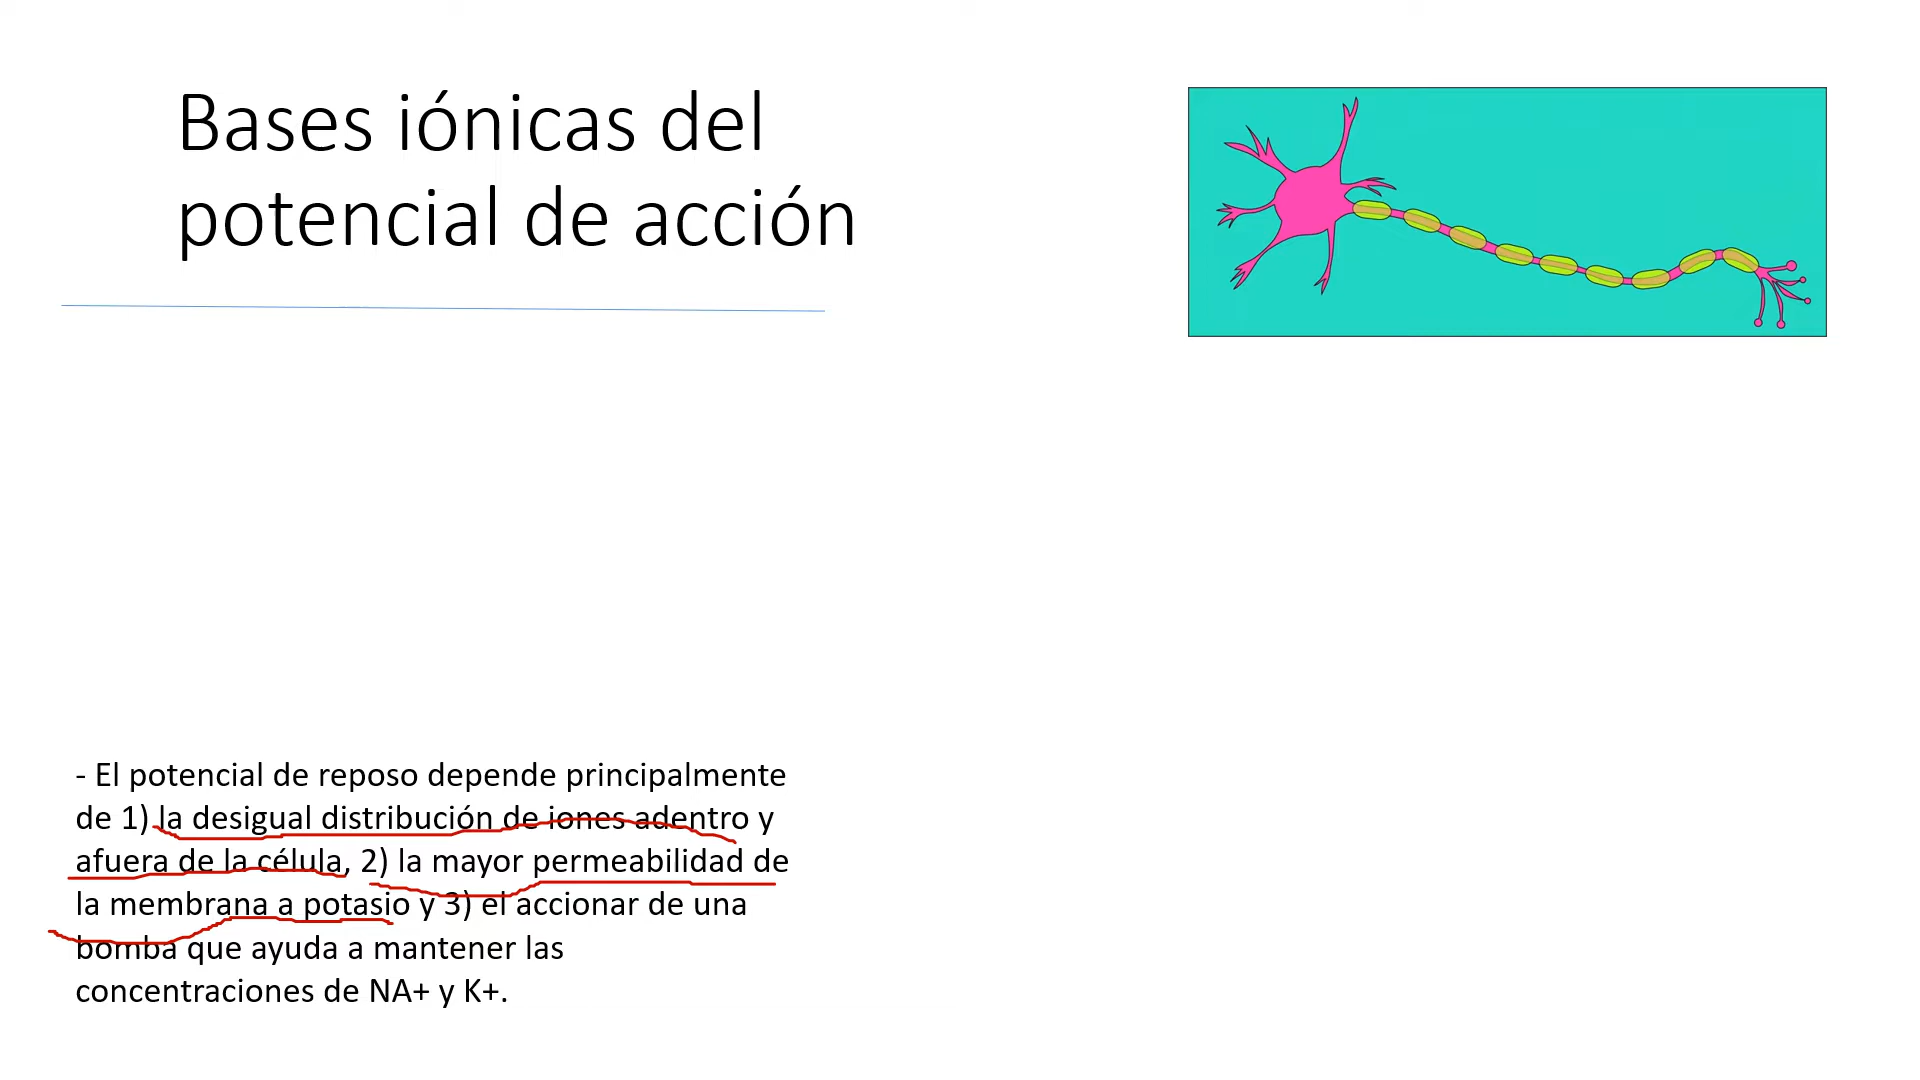 Bases iónicas del
potencial de acción
- El potencial de reposo depende principalmente
de 1) la desigual distribución de iones adentro y
afuera de la célula, 2) la mayor permeabilidad de
la membrana a potasio y 3) el accionar de una
bomba que ayuda a mantener las
concentraciones de NA+ y K+.